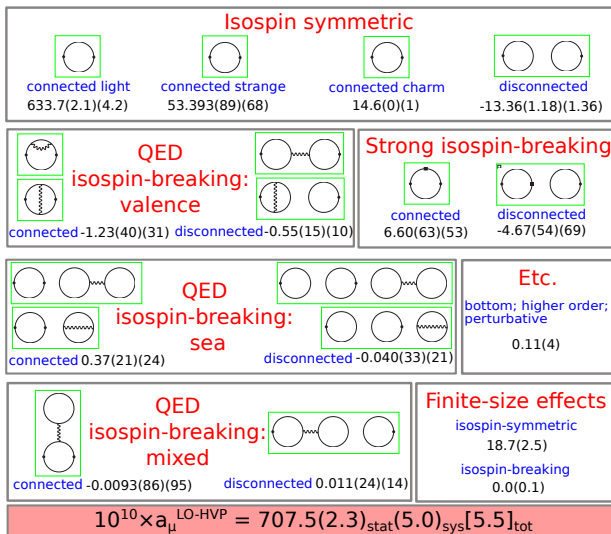 Isospin symmetric
connected light
633.7(2.1)(4.2)
connected strange
53.393(89)(68)
connected charm
14.6(0)(1)
disconnected
-13.36(1.18)(1.36)
QED
isospin-breaking:
valence
connected -1.23(40)(31)
disconnected -0.55(15)(10)
Strong isospin-breaking
connected
6.60(63)(53)
disconnected
-4.67(54)(69)
QED
isospin-breaking:
sea
connected 0.37(21)(24)
disconnected -0.040(33)(21)
Etc.
bottom; higher order;
perturbative
0.11(4)
QED
isospin-breaking:
mixed
connected -0.0093(86)(95)
disconnected 0.011(24)(14)
Finite-size effects
isospin-symmetric
18.7(2.5)
isospin-breaking
0.0(0.1)
10^10×a_μ^LO-HVP = 707.5(2.3)_stat(5.0)_sys[5.5]_tot